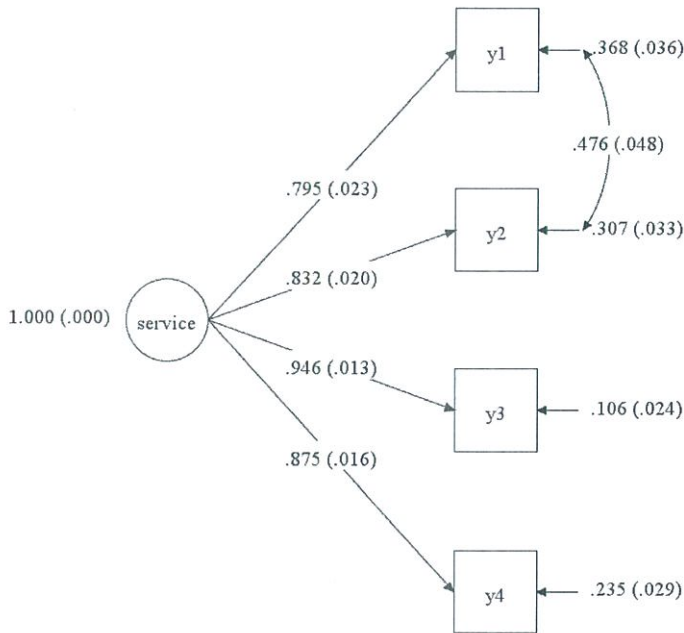 y1
.368 (.036)
.476 (.048)
.795 (.023)
y2
.307 (.033)
.832 (.020)
1.000 (.000)
service
.946 (.013)
y3
.106 (.024)
.875 (.016)
y4
.235 (.029)